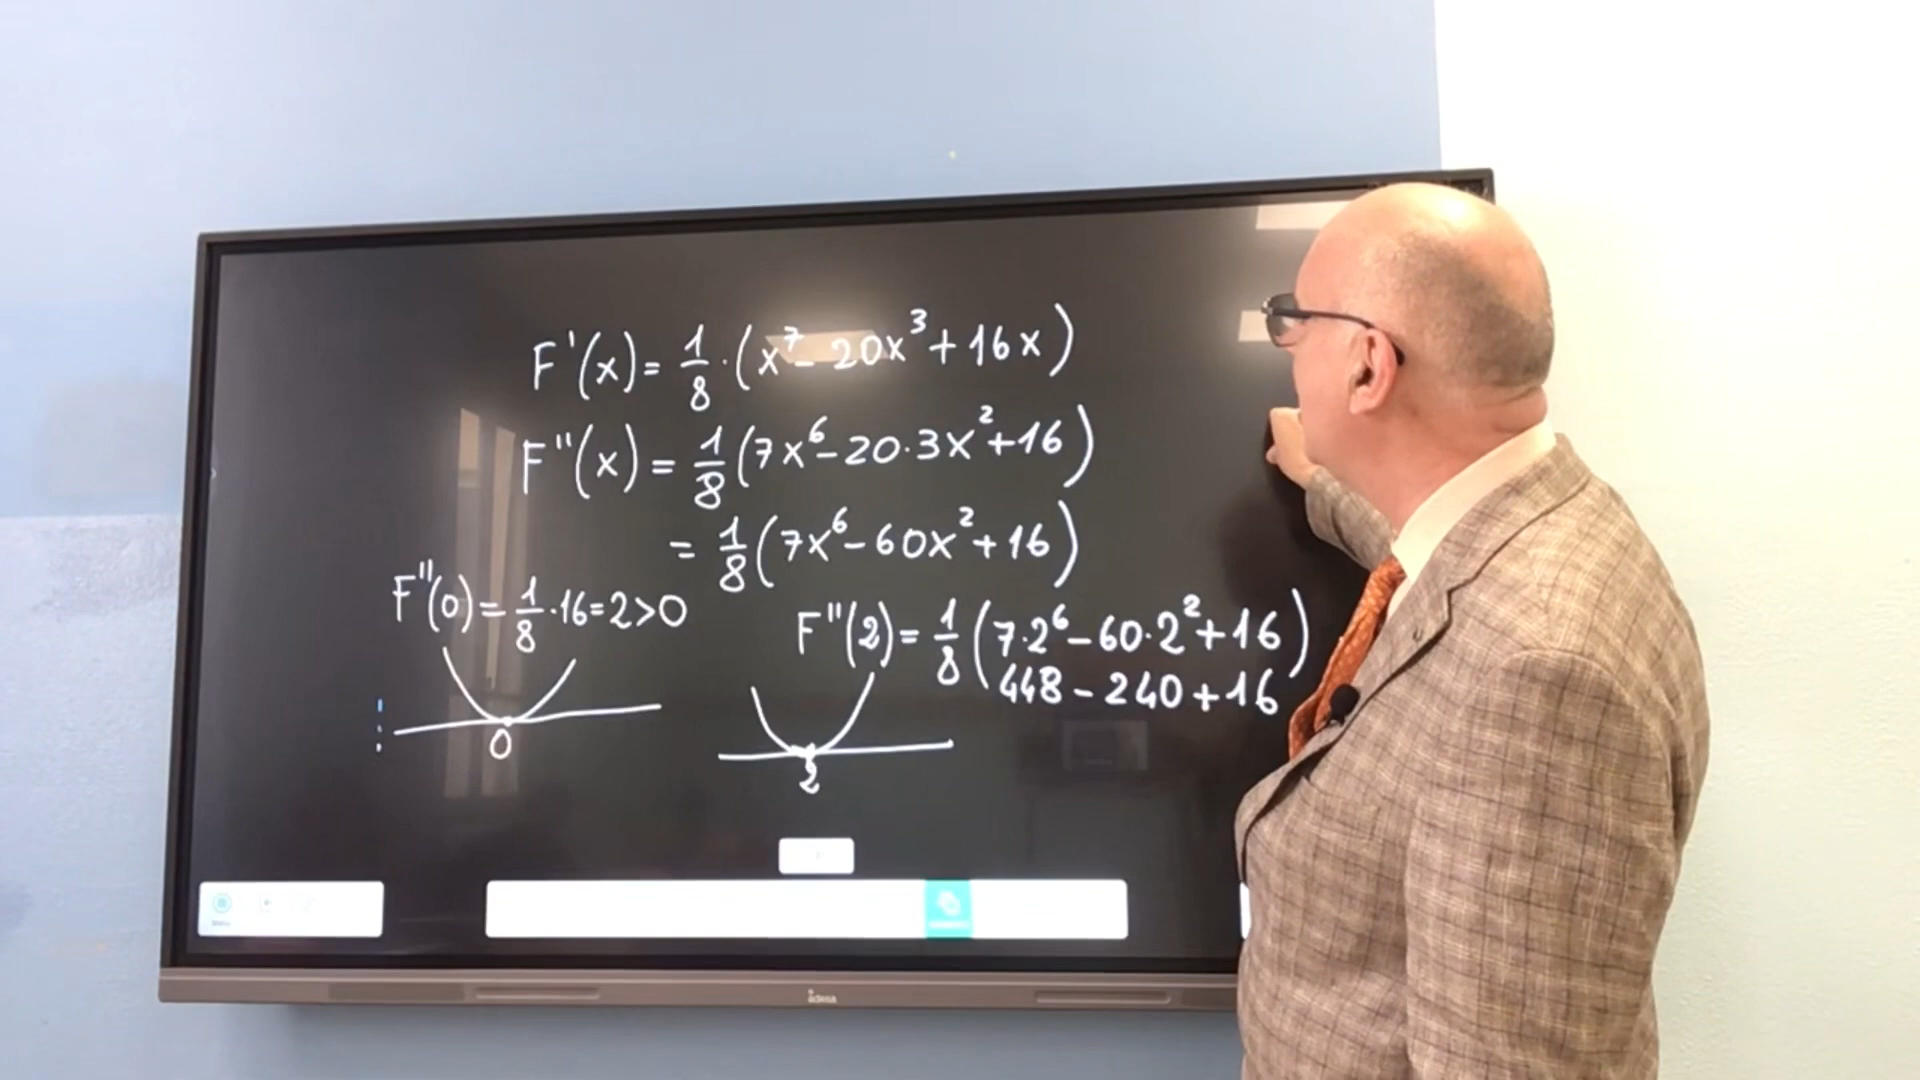 F'(x) = 1/8 · (x⁷ - 20x³ + 16x)
F''(x) = 1/8 (7x⁶ - 20·3x² + 16)
= 1/8 (7x⁶ - 60x² + 16)
F''(0) = 1/8 · 16 = 2 > 0
F''(2) = 1/8 (7·2⁶ - 60·2² + 16)
448 - 240 + 16
0
2